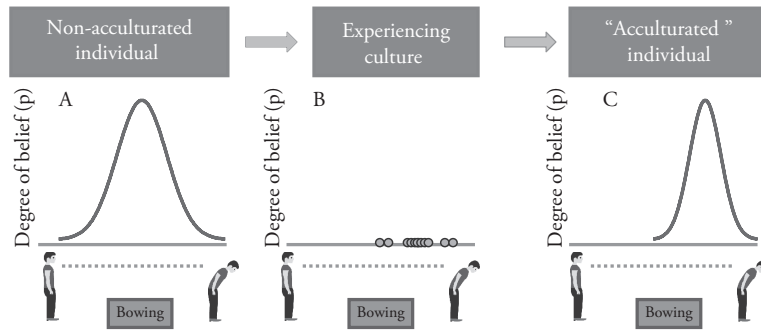 Non-acculturated
individual
Experiencing
culture
“Acculturated ”
individual
Degree of belief (p)
A
Bowing
Degree of belief (p)
B
Bowing
Degree of belief (p)
C
Bowing